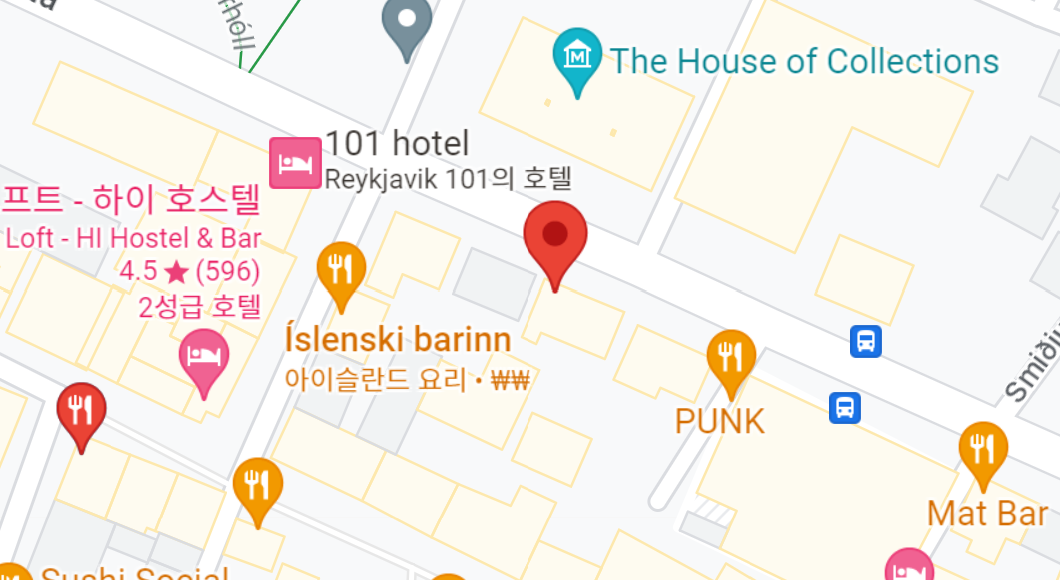 The House of Collections
101 hotel
Reykjavik 101의 호텔
프트 - 하이 호스텔
Loft - HI Hostel & Bar
4.5 ★ (596)
2성급 호텔
Íslenski barinn
아이슬란드 요리 • ₩₩
PUNK
Mat Bar
Sushi Social